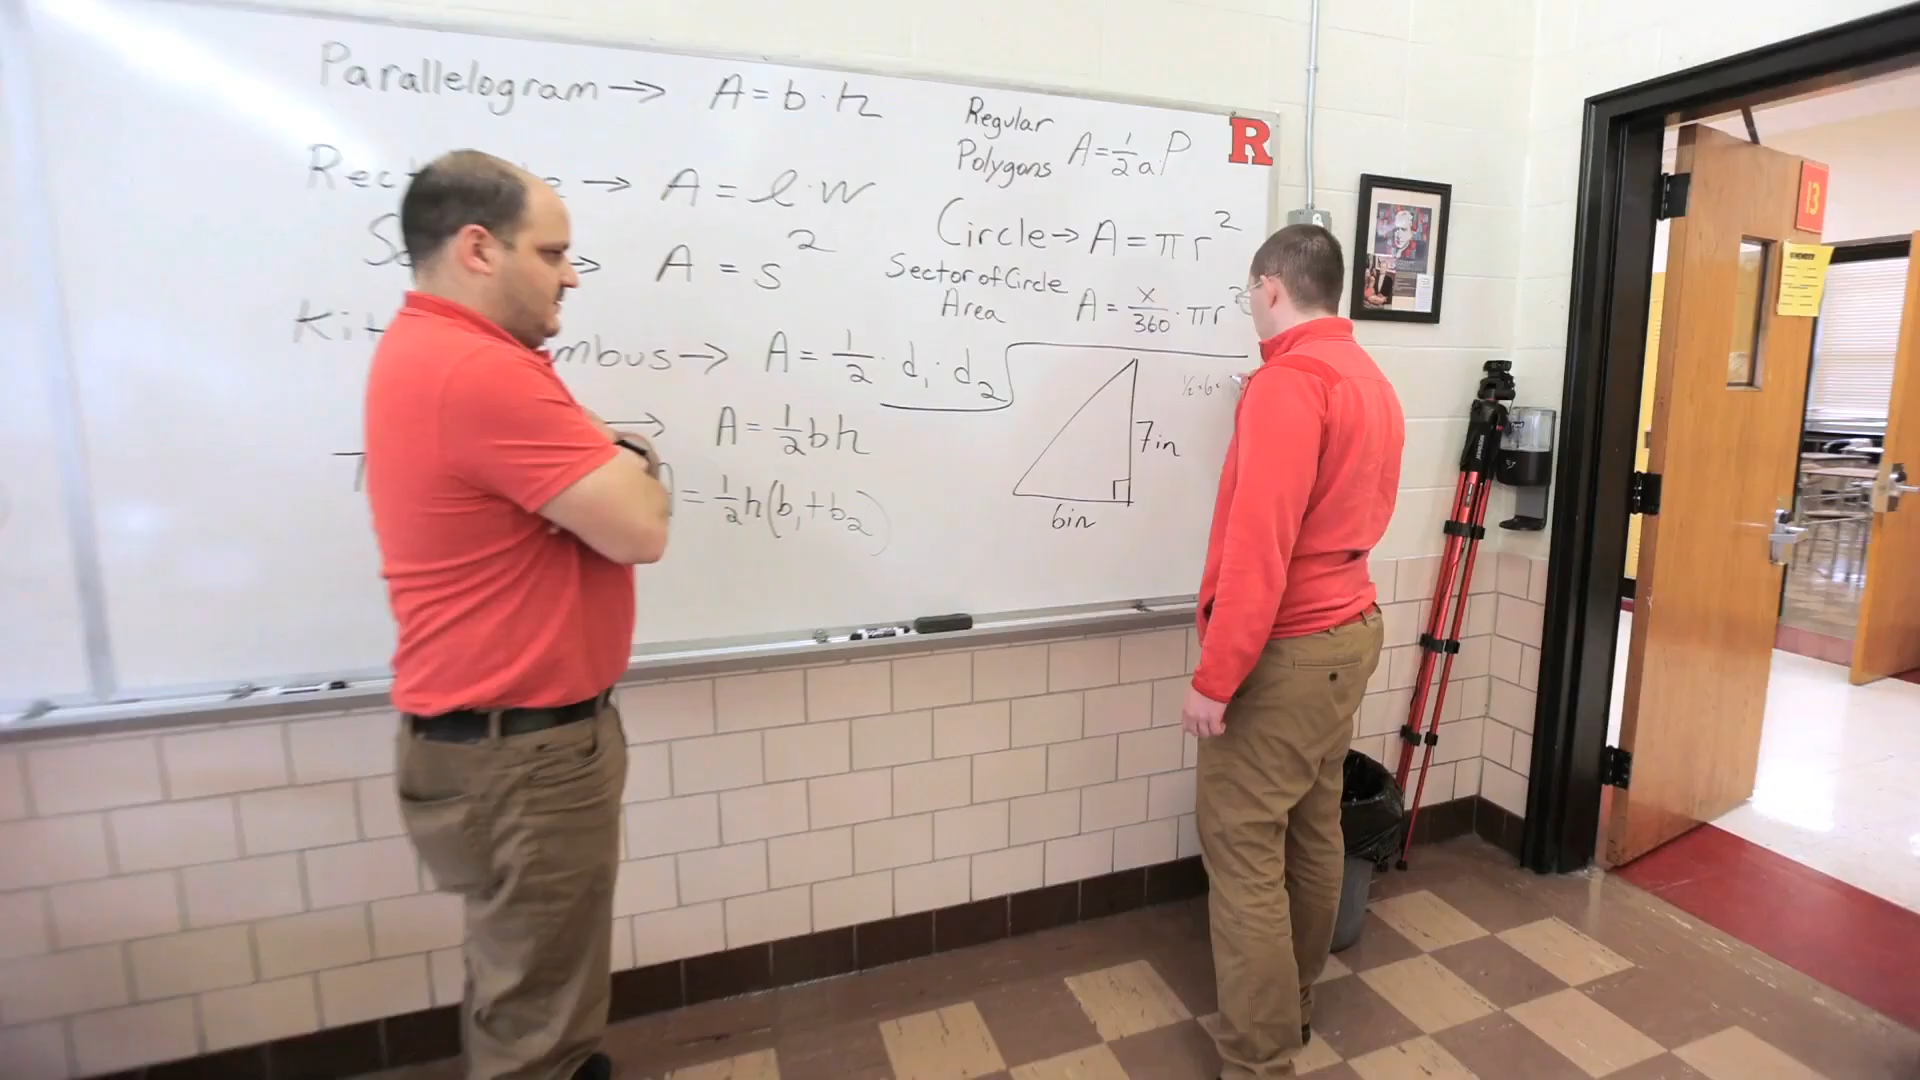 Parallelogram → A = b · h
→ A = l · w
→ A = s²
mbus → A = 1/2 · d₁ · d₂
→ A = 1/2 bh
= 1/2 h(b₁ + b₂)
Regular Polygons A = 1/2 a P
Circle → A = πr²
Sector of Circle
Area A = x/360 · πr²
7in
6in
R
13